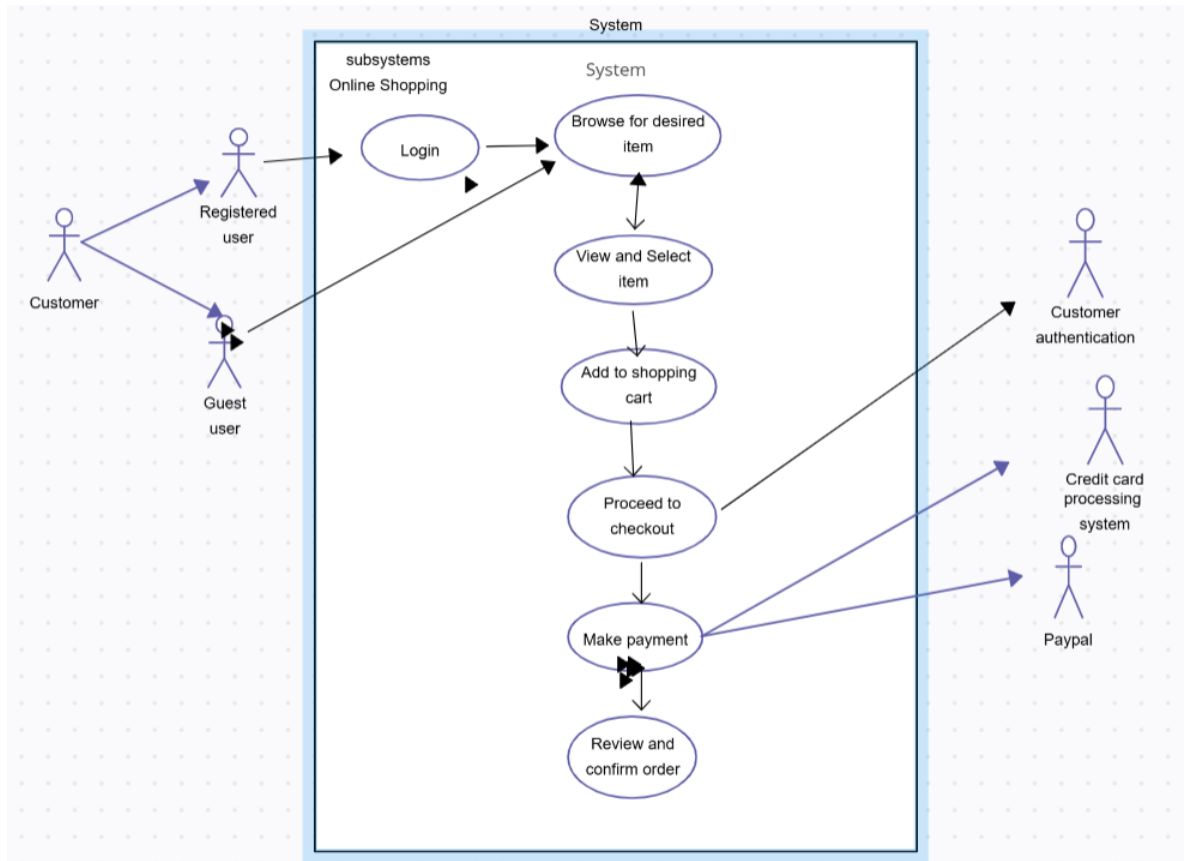 System
subsystems
Online Shopping
System
Login
Browse for desired
item
Registered
user
Customer
View and Select
item
Customer
authentication
Guest
user
Add to shopping
cart
Credit card
processing
system
Proceed to
checkout
Make payment
Paypal
Review and
confirm order